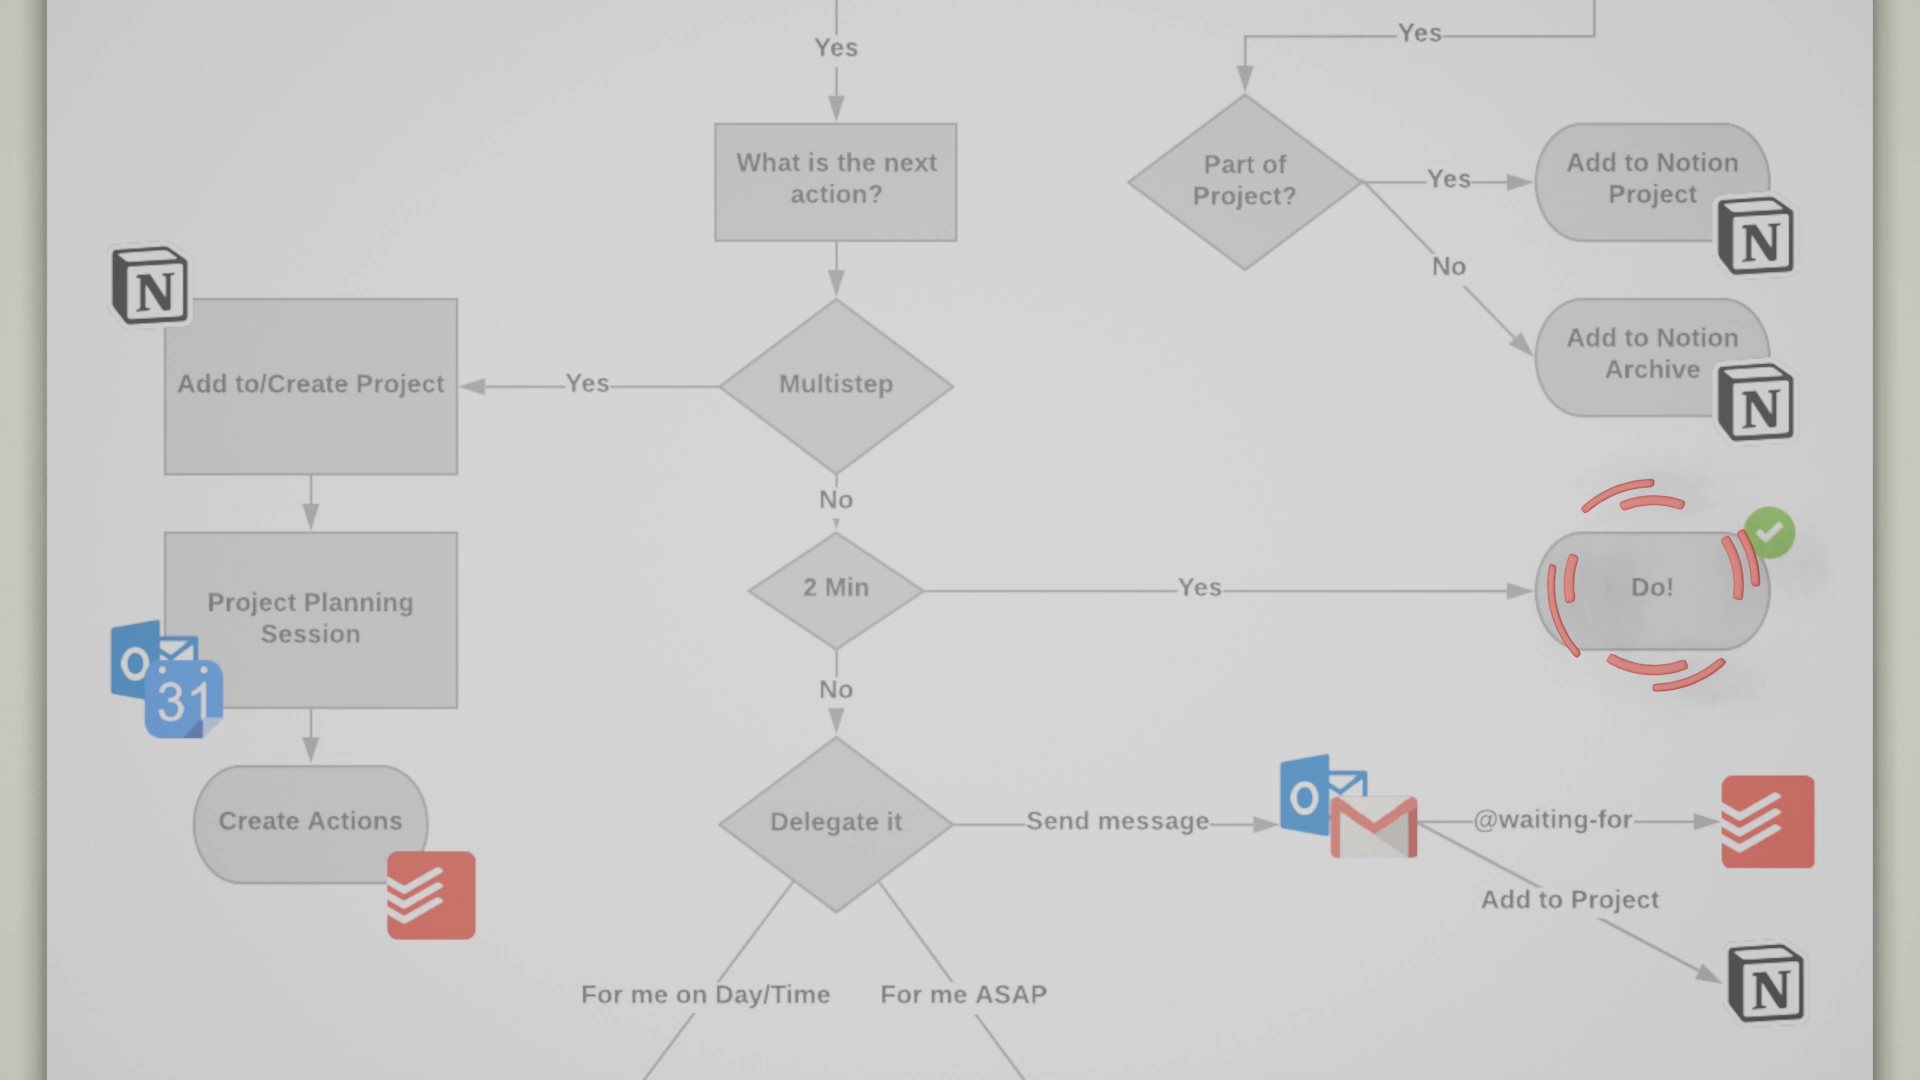 Yes
Yes
What is the next
action?
Part of
Project?
Yes
Add to Notion
Project
N
No
N
Add to/Create Project
Yes
Multistep
Add to Notion
Archive
N
No
Project Planning
Session
2 Min
Yes
Do!
O
31
No
Create Actions
Delegate it
Send message
O
@waiting-for
Add to Project
N
For me on Day/Time
For me ASAP